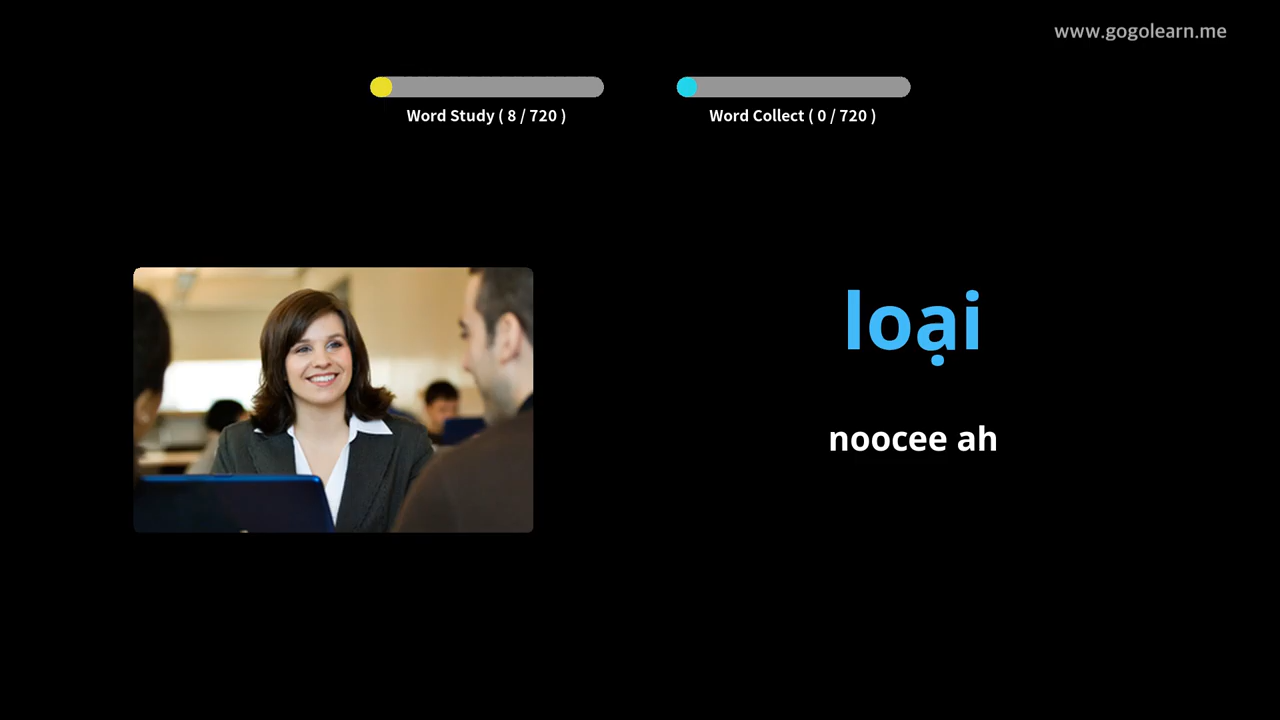 www.gogolearn.me
Word Study ( 8 / 720 )
Word Collect ( 0 / 720 )
loại
noocee ah